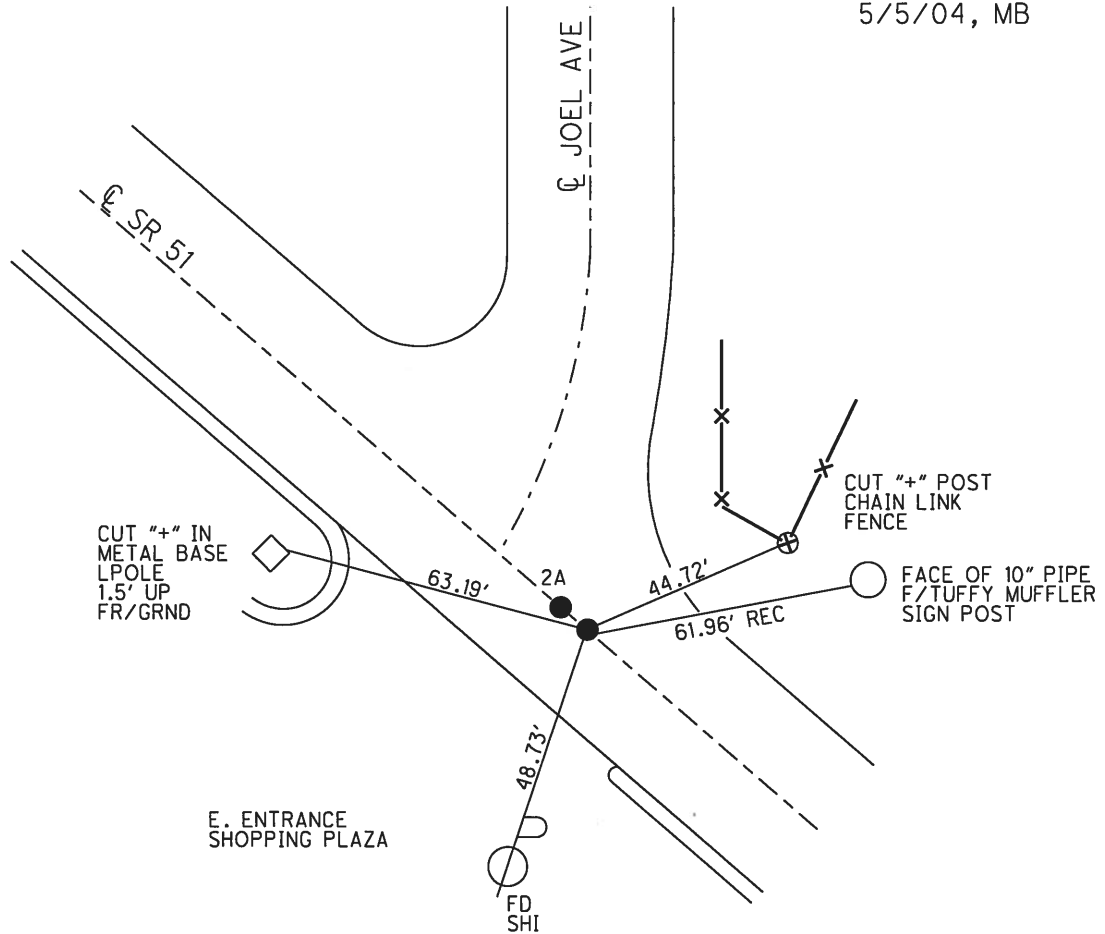 5/5/04, MB
℄ JOEL AVE
℄ SR 51
CUT "+" POST
CHAIN LINK
FENCE
CUT "+" IN
METAL BASE
LPOLE
1.5' UP
FR/GRND
63.19'
2A
44.72'
FACE OF 10" PIPE
F/TUFFY MUFFLER
SIGN POST
61.96' REC
48.73'
E. ENTRANCE
SHOPPING PLAZA
FD
SHI